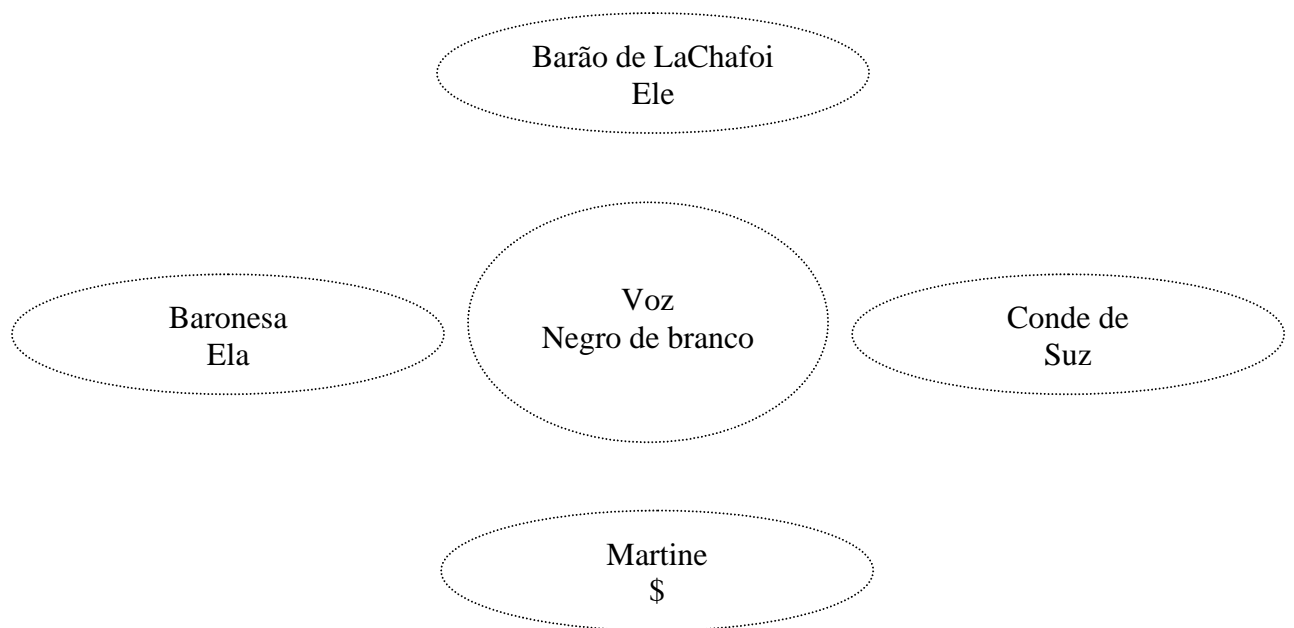 Barão de LaChafoi
Ele
Voz
Negro de branco
Baronesa
Ela
Conde de
Suz
Martine
$